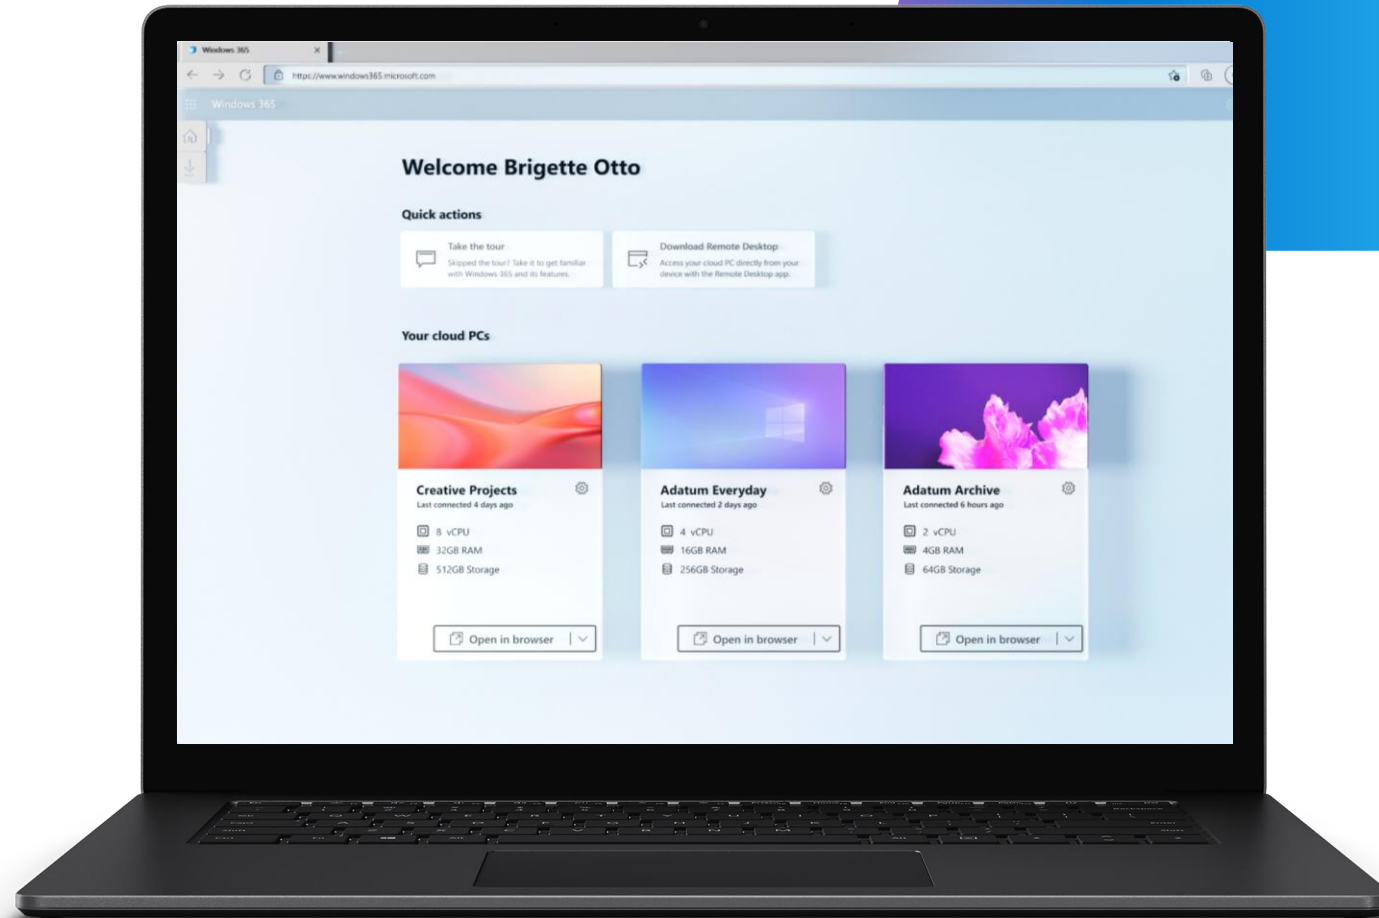 Windows 365
https://www.windows365.microsoft.com
Windows 365
Welcome Brigette Otto
Quick actions
Take the tour
Skipped the tour? Take it to get familiar
with Windows 365 and its features.
Download Remote Desktop
Access your cloud PC directly from your
device with the Remote Desktop app.
Your cloud PCs
Creative Projects
Last connected 4 days ago
8 vCPU
32GB RAM
512GB Storage
Open in browser
Adatum Everyday
Last connected 2 days ago
4 vCPU
16GB RAM
256GB Storage
Open in browser
Adatum Archive
Last connected 6 hours ago
2 vCPU
4GB RAM
64GB Storage
Open in browser